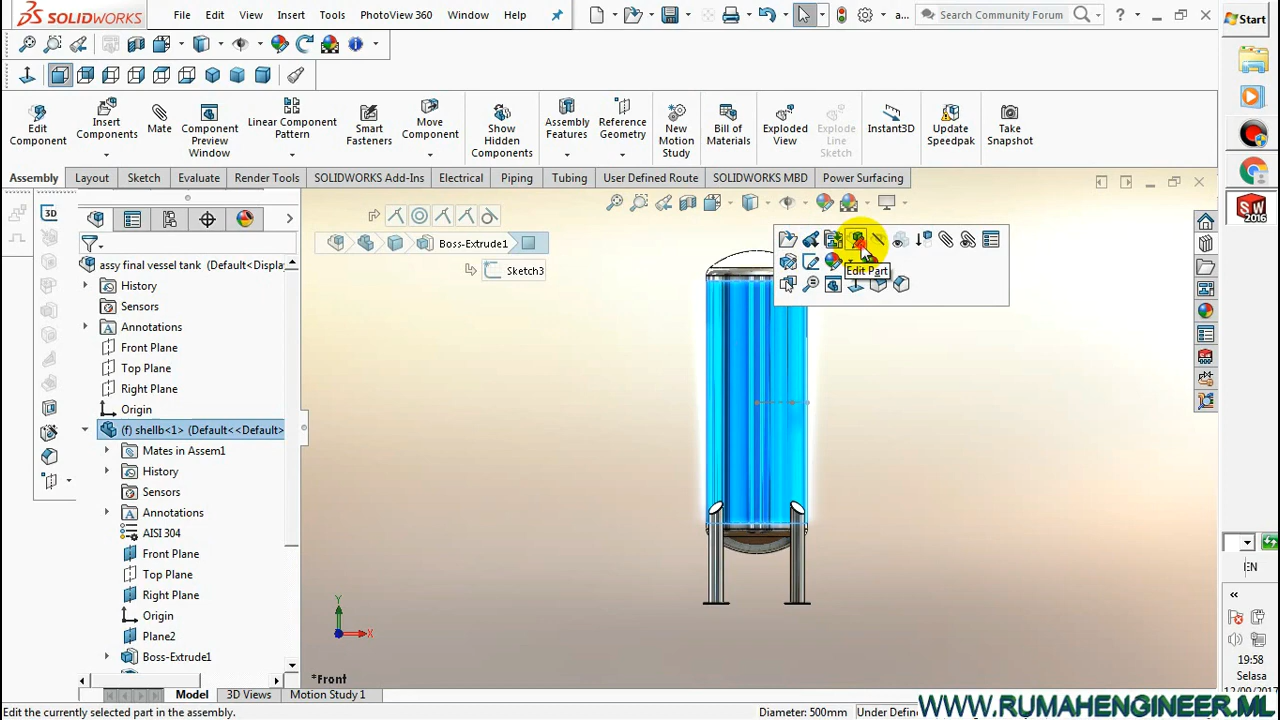 SOLIDWORKS
File Edit View Insert Tools PhotoView 360 Window Help
a...
Search Community Forum
Start
Edit Component
Insert Components
Mate
Component Preview Window
Linear Component Pattern
Smart Fasteners
Move Component
Show Hidden Components
Assembly Features
Reference Geometry
New Motion Study
Bill of Materials
Exploded View
Explode Line Sketch
Instant3D
Update Speedpak
Take Snapshot
Assembly Layout Sketch Evaluate Render Tools SOLIDWORKS Add-Ins Electrical Piping Tubing User Defined Route SOLIDWORKS MBD Power Surfacing
SW 2016
3D
Boss-Extrude1
Sketch3
Edit Part
assy final vessel tank (Default<Displa
History
Sensors
Annotations
Front Plane
Top Plane
Right Plane
Origin
(f) shellb<1> (Default<<Default>
Mates in Assem1
History
Sensors
Annotations
AISI 304
Front Plane
Top Plane
Right Plane
Origin
Plane2
Boss-Extrude1
Y
X
*Front
Model 3D Views Motion Study 1
Edit the currently selected part in the assembly.
Diameter: 500mm
Under Defin
EN
19:58
Selasa
12/09/2017
WWW.RUMAHENGINEER.ML